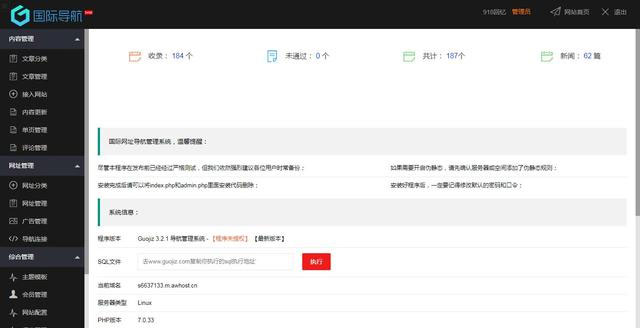 国际导航
918回忆 管理员 网站首页 退出
内容管理
文章分类
文章管理
接入网站
内容更新
单页管理
评论管理
网址管理
网址分类
网址管理
广告管理
导航连接
综合管理
主题模板
会员管理
网站配置
收录： 184 个
未通过： 0 个
共计： 187个
新闻： 62 篇
国际网址导航管理系统，温馨提醒：
尽管本程序在发布前已经经过严格测试，但我们依然强烈建议各位用户时常备份；
如果需要开启伪静态，请先确认服务器或空间添加了伪静态规则；
安装完成后请可以将index.php和admin.php里面安装代码删除；
安装好程序后，一定要记得修改默认的密码和口令；
系统信息：
程序版本 Guojiz 3.2.1 导航管理系统 - 【程序未授权】 【最新版本】
SQL文件 去www.guojiz.com复制你执行的sql执行地址 执行
当前域名 s6637133.m.awhost.cn
服务器类型 Linux
PHP版本 7.0.33